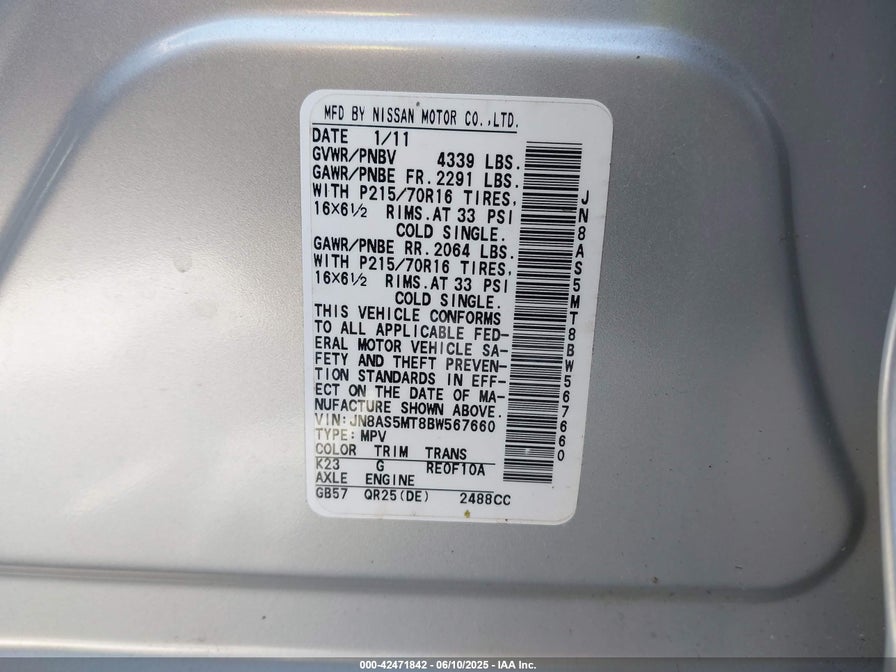 MFD BY NISSAN MOTOR CO.,LTD.
DATE 1/11
GVWR/PNBV 4339 LBS.
GAWR/PNBE FR. 2291 LBS.
WITH P215/70R16 TIRES,
16X6½ RIMS. AT 33 PSI
COLD SINGLE.
GAWR/PNBE RR. 2064 LBS.
WITH P215/70R16 TIRES,
16X6½ RIMS. AT 33 PSI
COLD SINGLE.
THIS VEHICLE CONFORMS
TO ALL APPLICABLE FED-
ERAL MOTOR VEHICLE SA-
FETY AND THEFT PREVEN-
TION STANDARDS IN EFF-
ECT ON THE DATE OF MA-
NUFACTURE SHOWN ABOVE.
VIN: JN8AS5MT8BW567660
TYPE: MPV
COLOR TRIM TRANS
K23 G RE0F10A
AXLE ENGINE
GB57 QR25(DE) 2488CC
JN8AS5MT8BW567660
000-42471842 - 06/10/2025 - IAA Inc.